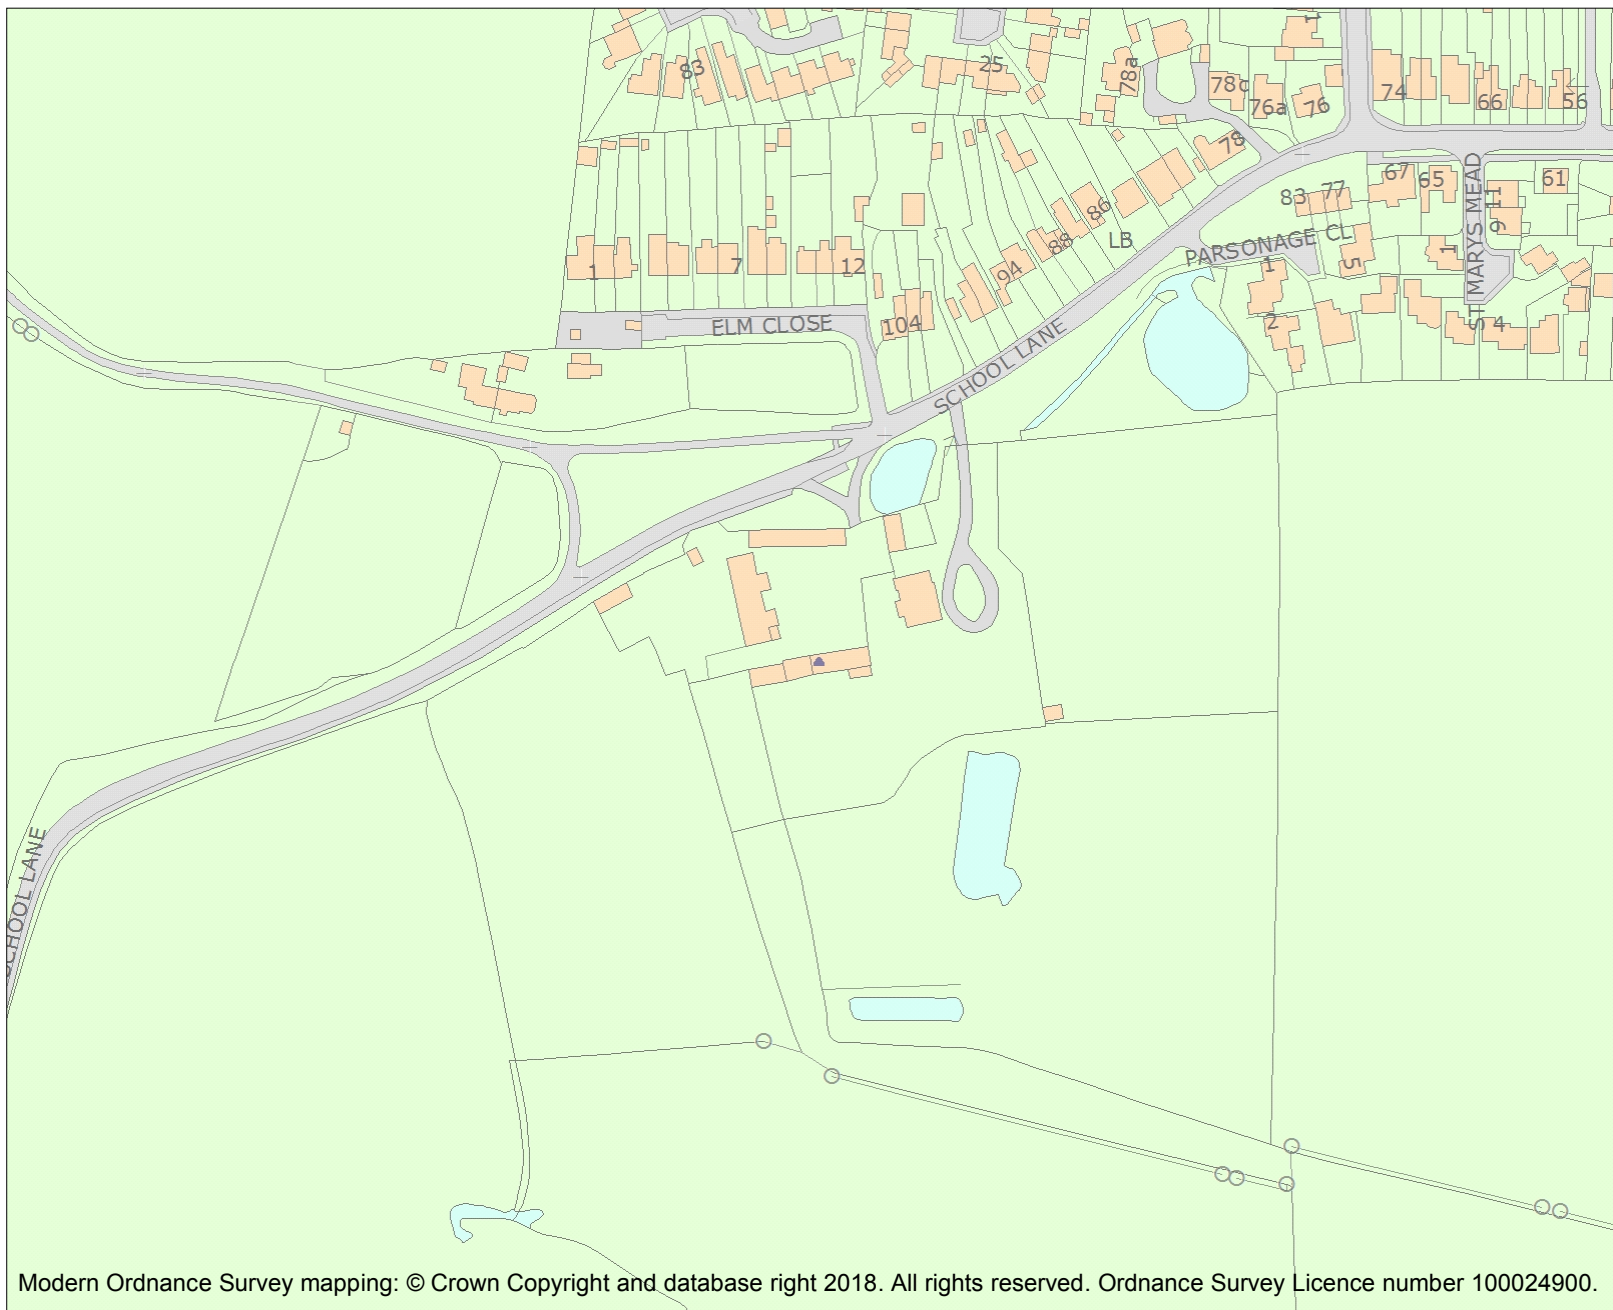 1
83
25
78a
78c
76a
76
74
66
56
78
67
65
61
83
77
11
9
ST MARYS MEAD
86
LB
88
PARSONAGE CL
1
5
1
94
1
7
12
2
4
104
ELM CLOSE
SCHOOL LANE
SCHOOL LANE
Modern Ordnance Survey mapping: © Crown Copyright and database right 2018. All rights reserved. Ordnance Survey Licence number 100024900.